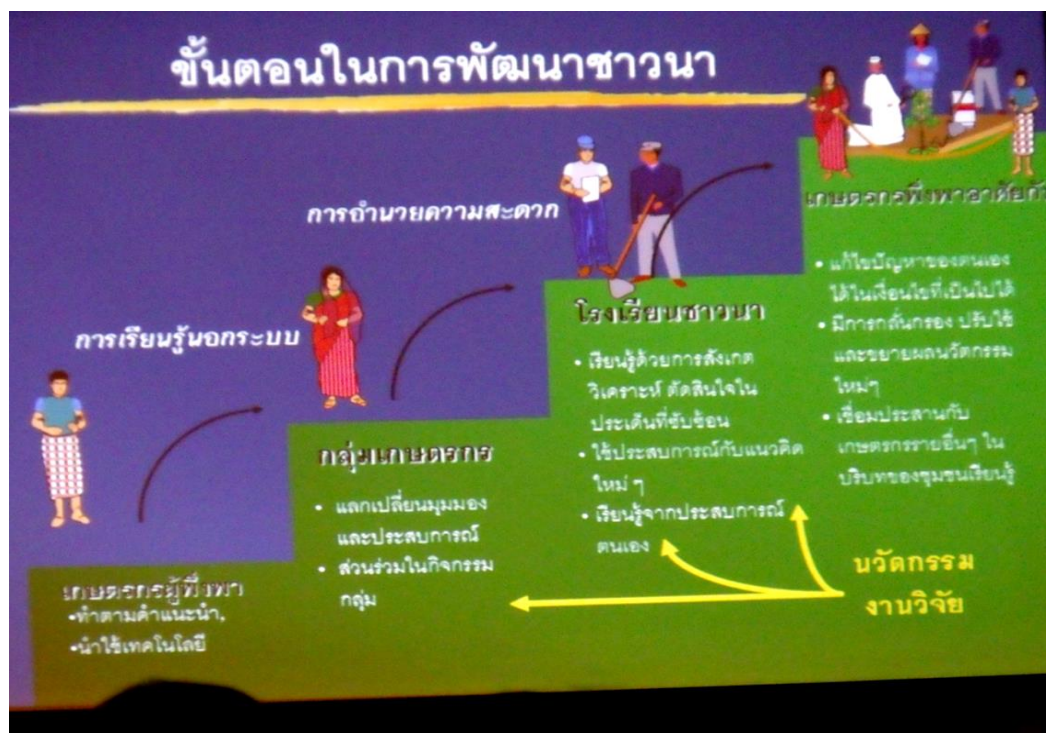 ขั้นตอนในการพัฒนาชาวนา
การเรียนรู้นอกระบบ
การอำนวยความสะดวก
เกษตรกรผู้พึ่งพา
•ทำตามคำแนะนำ,
•นำใช้เทคโนโลยี
กลุ่มเกษตรกร
• แลกเปลี่ยนมุมมอง
และประสบการณ์
• ส่วนร่วมในกิจกรรม
กลุ่ม
โรงเรียนชาวนา
• เรียนรู้ด้วยการสังเกต
วิเคราะห์ ตัดสินใจใน
ประเด็นที่ซับซ้อน
• ใช้ประสบการณ์กับแนวคิด
ใหม่ ๆ
• เรียนรู้จากประสบการณ์
ตนเอง
เกษตรกรพึ่งพาอาศัยกัน
• แก้ไขปัญหาของตนเอง
ได้ในเงื่อนไขที่เป็นไปได้
• มีการกลั่นกรอง ปรับใช้
และขยายผลนวัตกรรม
ใหม่ๆ
• เชื่อมประสานกับ
เกษตรกรรายอื่นๆ ใน
บริบทของชุมชนเรียนรู้
นวัตกรรม
งานวิจัย